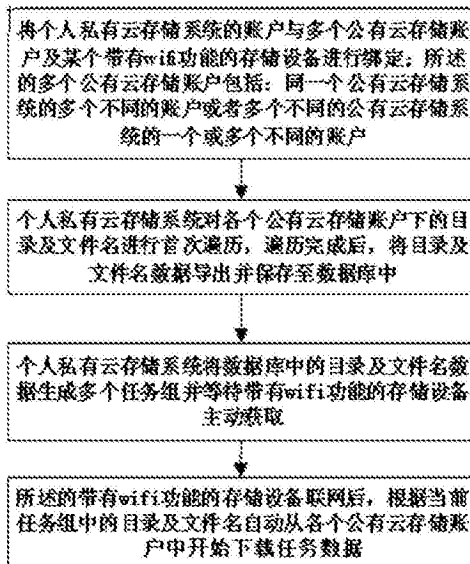 将个人私有云存储系统的账户与多个公有云存储账
户及某个带有wifi功能的存储设备进行绑定；所述
的多个公有云存储账户包括：同一个公有云存储系
统的多个不同的账户或者多个不同的公有云存储系
统的一个或多个不同的账户
个人私有云存储系统对各个公有云存储账户下的目
录及文件名进行首次遍历，遍历完成后，将目录及
文件名数据导出并保存至数据库中
个人私有云存储系统将数据库中的目录及文件名数
据生成多个任务组并等待带有wifi功能的存储设备
主动获取
所述的带有wifi功能的存储设备联网后，根据当前
任务组中的目录及文件名自动从各个公有云存储账
户中开始下载任务数据